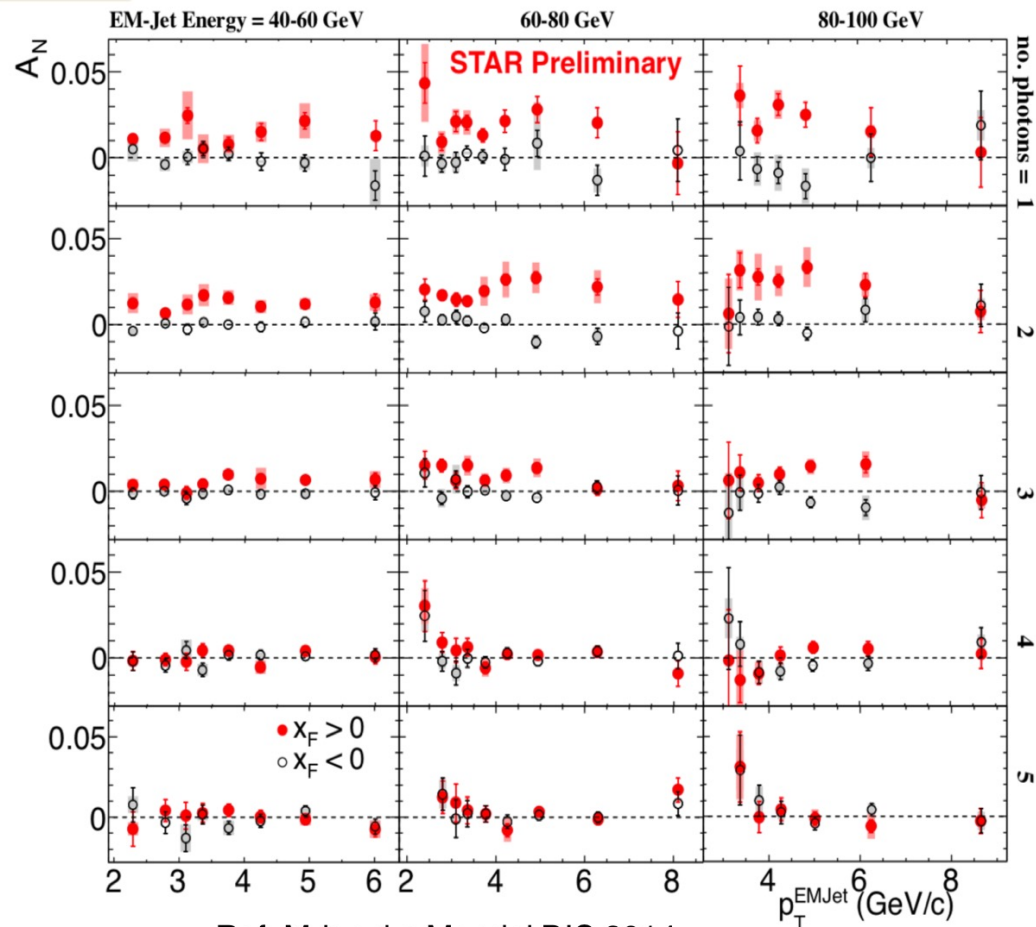 EM-Jet Energy = 40-60 GeV 60-80 GeV 80-100 GeV
A_N
0.05 STAR Preliminary
0
no. photons = 1
0.05
0
2
0.05
0
3
0.05
0
4
0.05 x_F > 0
x_F < 0
0
5
2 3 4 5 6 2 4 6 8 4 6 8
p_T^EMJet (GeV/c)